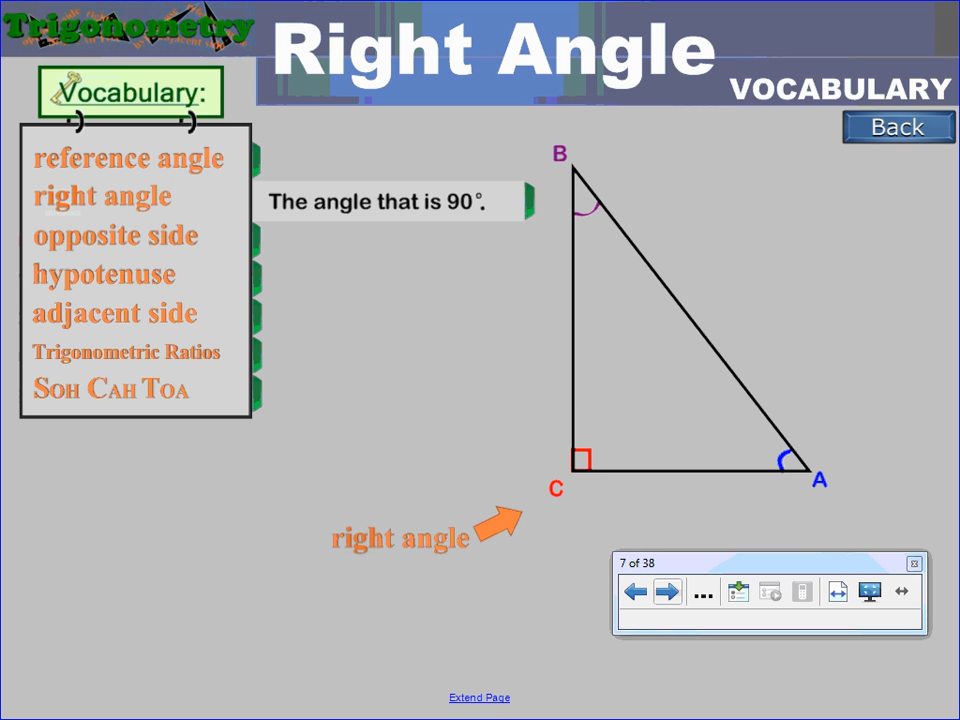 Trigonometry
Right Angle
VOCABULARY
Back
Vocabulary:
reference angle
right angle
The angle that is 90°.
opposite side
hypotenuse
adjacent side
Trigonometric Ratios
SOH CAH TOA
B
C
A
right angle
7 of 38
...
Extend Page